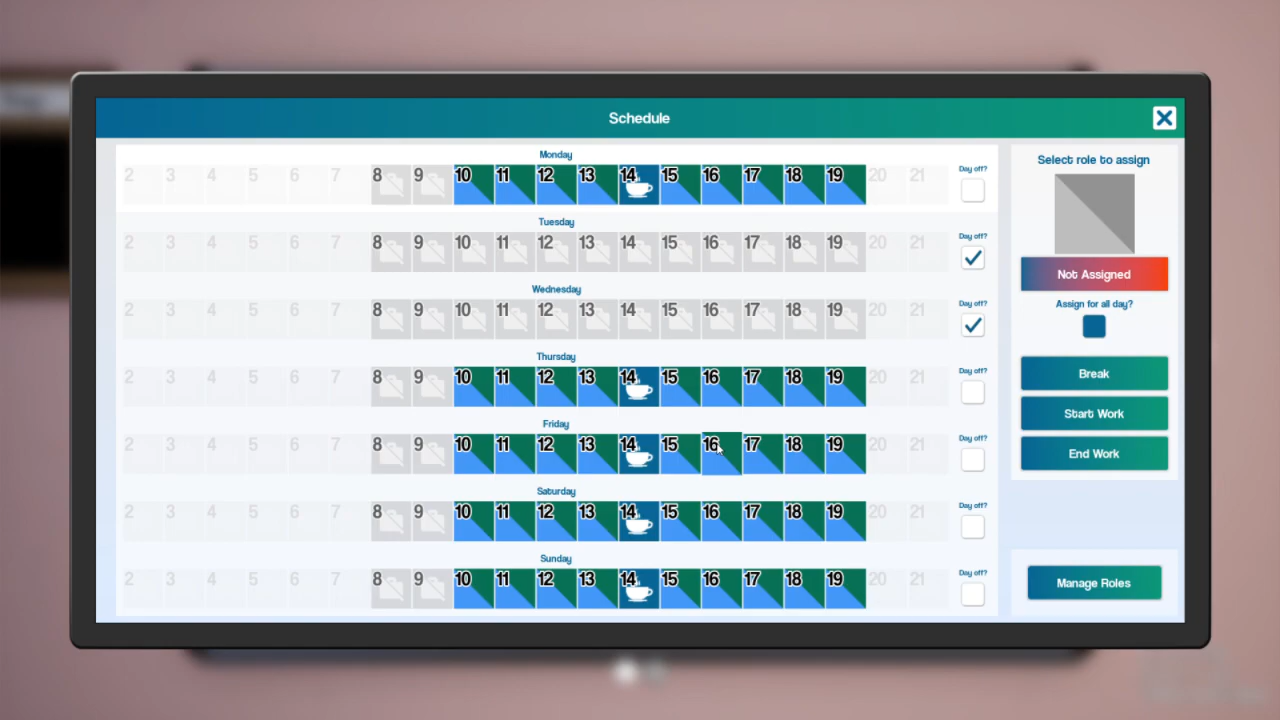 Schedule
Monday
2 3 4 5 6 7 8 9 10 11 12 13 14 15 16 17 18 19 20 21
Day off?
Tuesday
2 3 4 5 6 7 8 9 10 11 12 13 14 15 16 17 18 19 20 21
Day off?
Wednesday
2 3 4 5 6 7 8 9 10 11 12 13 14 15 16 17 18 19 20 21
Day off?
Thursday
2 3 4 5 6 7 8 9 10 11 12 13 14 15 16 17 18 19 20 21
Day off?
Friday
2 3 4 5 6 7 8 9 10 11 12 13 14 15 16 17 18 19 20 21
Day off?
Saturday
2 3 4 5 6 7 8 9 10 11 12 13 14 15 16 17 18 19 20 21
Day off?
Sunday
2 3 4 5 6 7 8 9 10 11 12 13 14 15 16 17 18 19 20 21
Day off?
Select role to assign
Not Assigned
Assign for all day?
Break
Start Work
End Work
Manage Roles